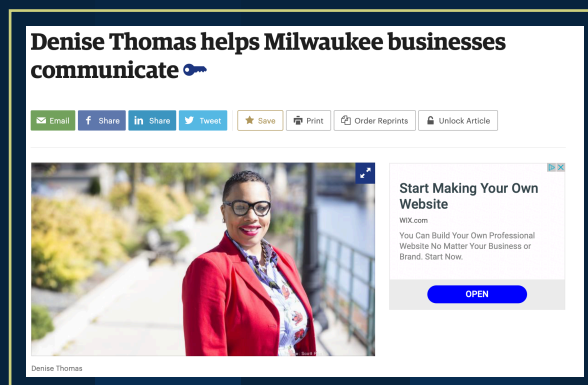 Denise Thomas helps Milwaukee businesses
communicate
Email
Share
Share
Tweet
Save
Print
Order Reprints
Unlock Article
Start Making Your Own
Website
WIX.com
You Can Build Your Own Professional
Website No Matter Your Business or
Brand. Start Now.
OPEN
Denise Thomas